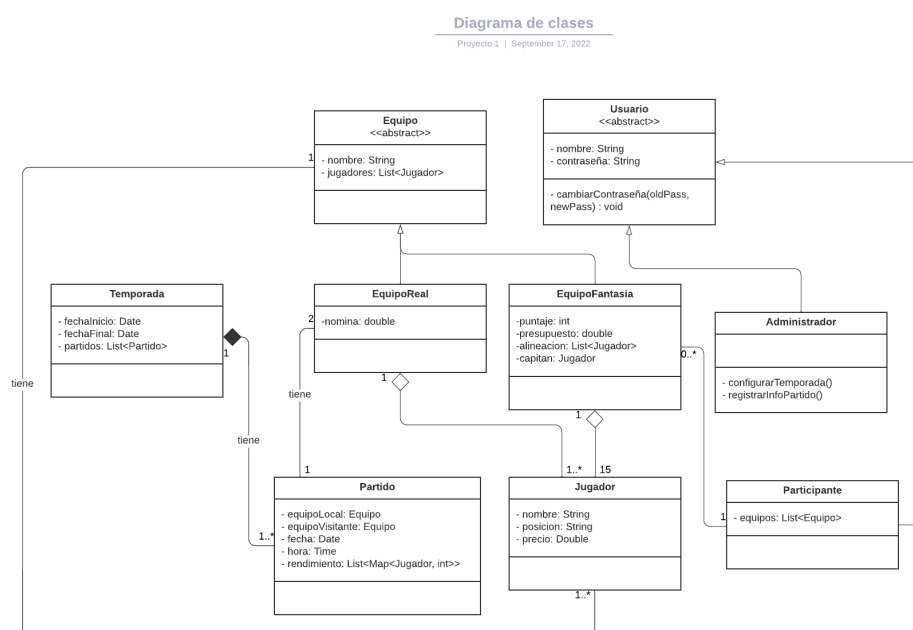 Diagrama de clases
Proyecto 1 | September 17, 2022
Equipo
<<abstract>>
- nombre: String
- jugadores: List<Jugador>
1
Usuario
<<abstract>>
- nombre: String
- contraseña: String
- cambiarContraseña(oldPass,
newPass) : void
Temporada
- fechaInicio: Date
- fechaFinal: Date
- partidos: List<Partido>
1
tiene
tiene
EquipoReal
-nomina: double
2
1
tiene
EquipoFantasia
-puntaje: int
-presupuesto: double
-alineacion: List<Jugador>
-capitan: Jugador
0..*
1
Administrador
- configurarTemporada()
- registrarInfoPartido()
1
1..*
Partido
- equipoLocal: Equipo
- equipoVisitante: Equipo
- fecha: Date
- hora: Time
- rendimiento: List<Map<Jugador, int>>
1..*
15
Jugador
- nombre: String
- posicion: String
- precio: Double
1..*
Participante
- equipos: List<Equipo>
1